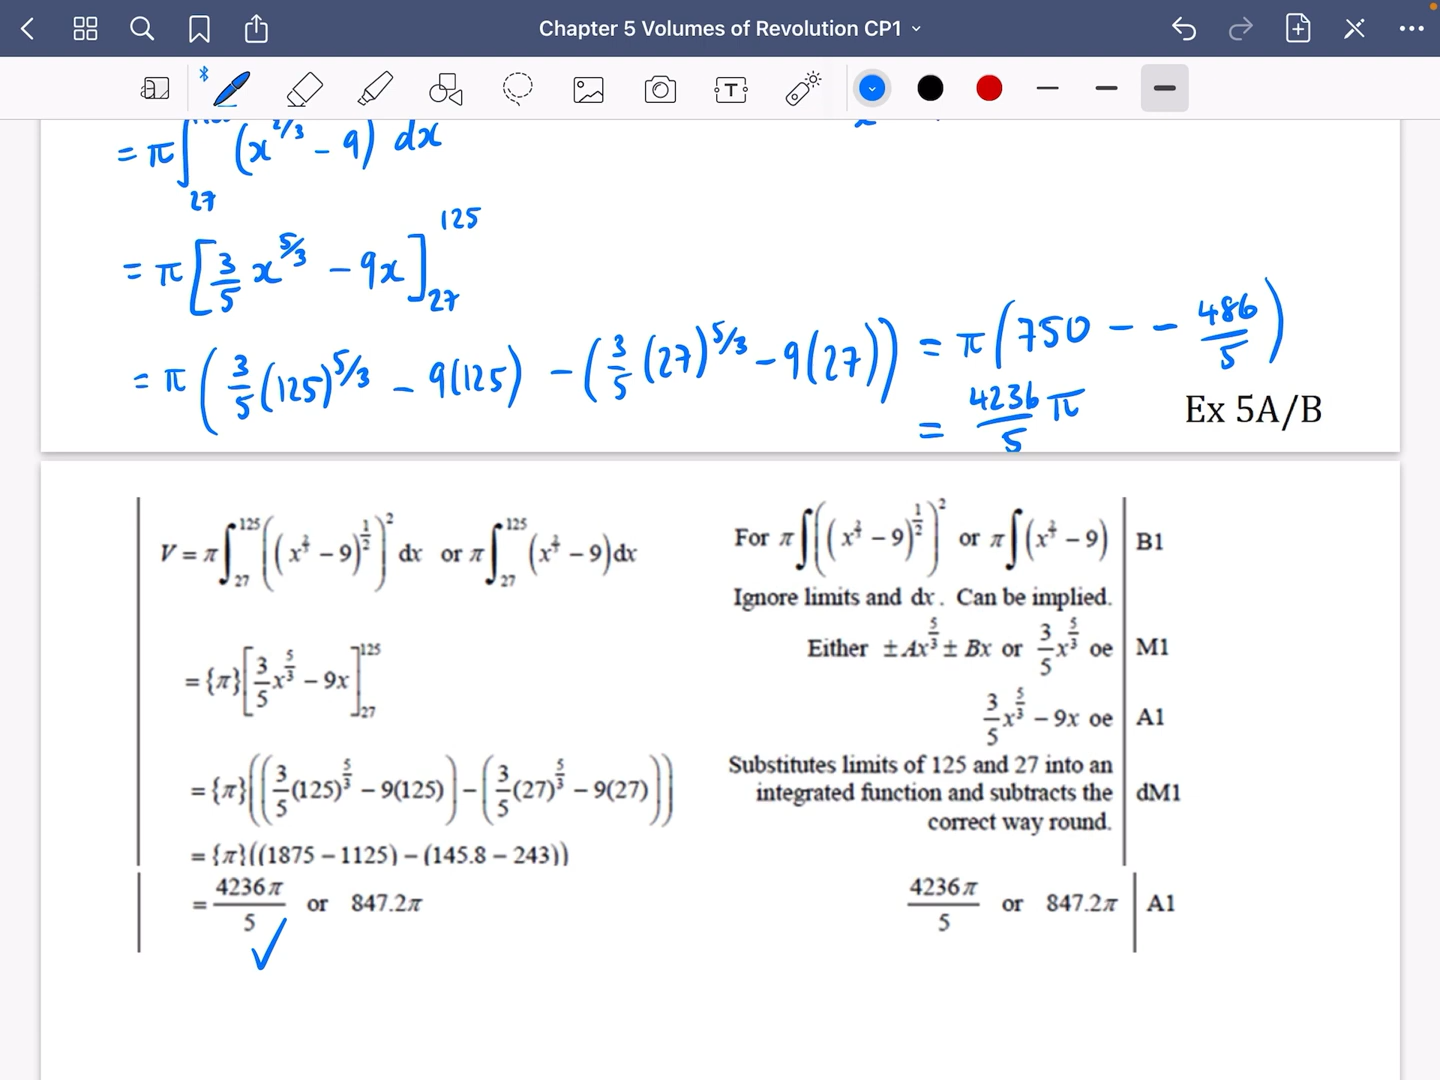 Chapter 5 Volumes of Revolution CP1
= π∫₂₇ (x^{2/3} - 9) dx
= π[3/5 x^{5/3} - 9x]₂₇^{125}
= π(3/5(125)^{5/3} - 9(125) - (3/5(27)^{5/3} - 9(27))) = π(750 - - 486/5)
= 4236/5 π
Ex 5A/B
V = π∫₂₇^{125} ((x^{2/3} - 9)^{1/2})² dx or π∫₂₇^{125} (x^{2/3} - 9)dx
For π∫((x^{2/3} - 9)^{1/2})² or π∫(x^{2/3} - 9) B1
Ignore limits and dx. Can be implied.
= {π}[3/5 x^{5/3} - 9x]₂₇^{125}
Either ±Ax^{5/3} ± Bx or 3/5 x^{5/3} oe M1
3/5 x^{5/3} - 9x oe A1
= {π}((3/5(125)^{5/3} - 9(125)) - (3/5(27)^{5/3} - 9(27)))
Substitutes limits of 125 and 27 into an
integrated function and subtracts the dM1
correct way round.
= {π}((1875 - 1125) - (145.8 - 243))
= 4236π/5 or 847.2π
4236π/5 or 847.2π A1